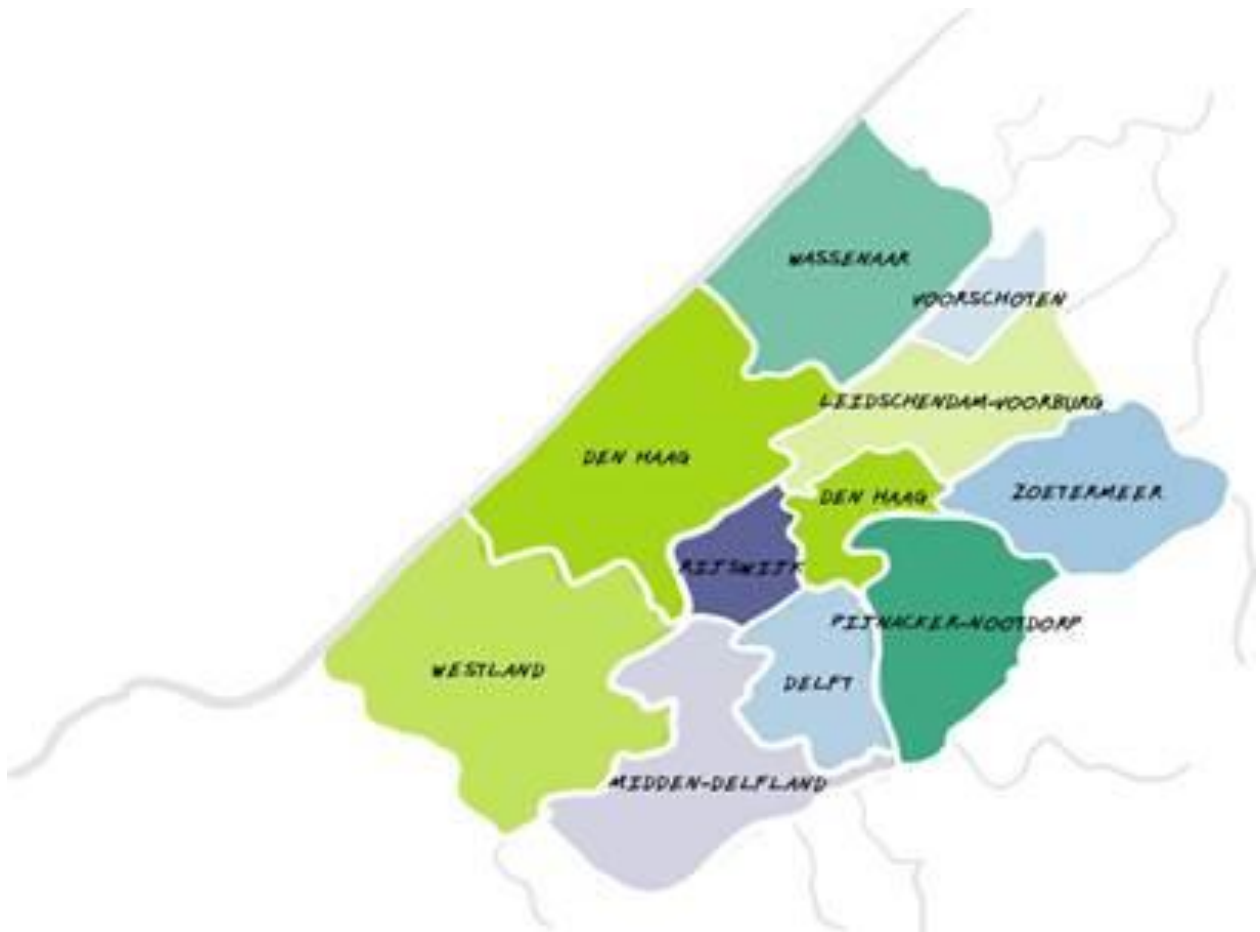 WASSENAAR
VOORSCHOTEN
LEIDSCHENDAM-VOORBURG
DEN HAAG
DEN HAAG
ZOETERMEER
RIJSWIJK
PIJNACKER-NOOTDORP
WESTLAND
DELFT
MIDDEN-DELFLAND